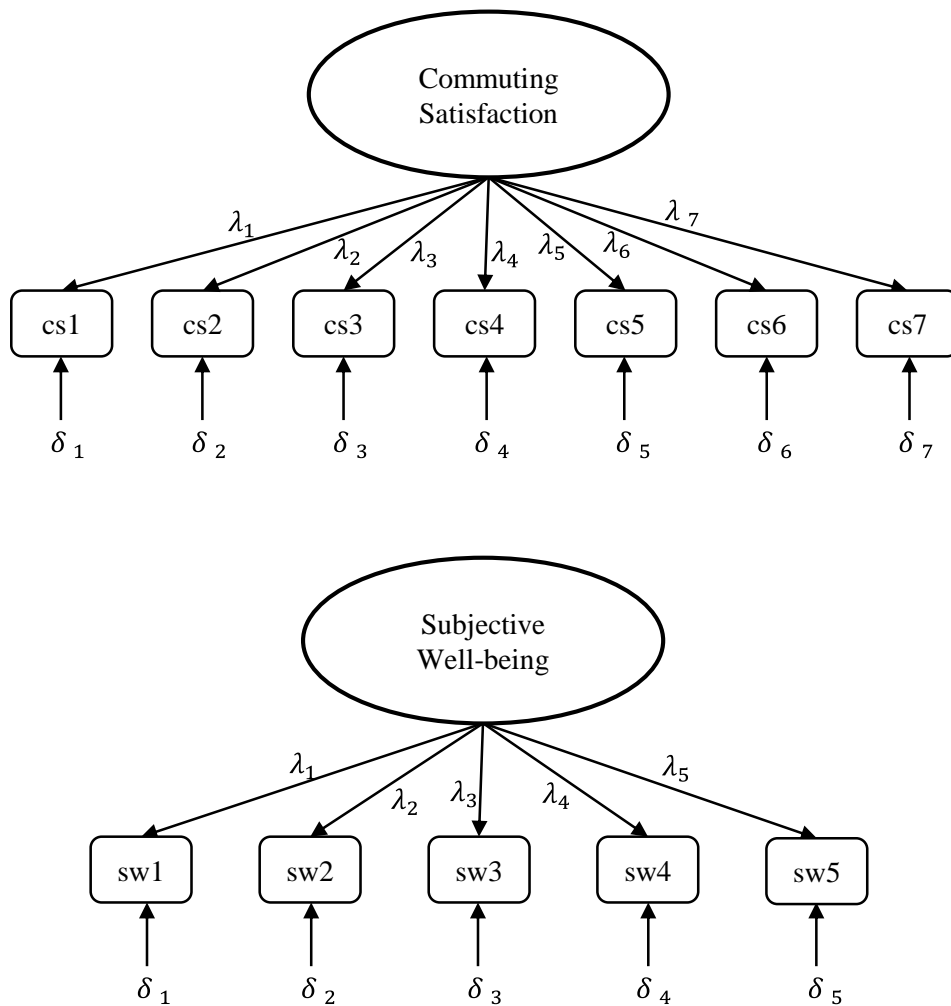 Commuting
Satisfaction
λ₁ λ₂ λ₃ λ₄ λ₅ λ₆ λ₇
cs1 cs2 cs3 cs4 cs5 cs6 cs7
δ₁ δ₂ δ₃ δ₄ δ₅ δ₆ δ₇
Subjective
Well-being
λ₁ λ₂ λ₃ λ₄ λ₅
sw1 sw2 sw3 sw4 sw5
δ₁ δ₂ δ₃ δ₄ δ₅